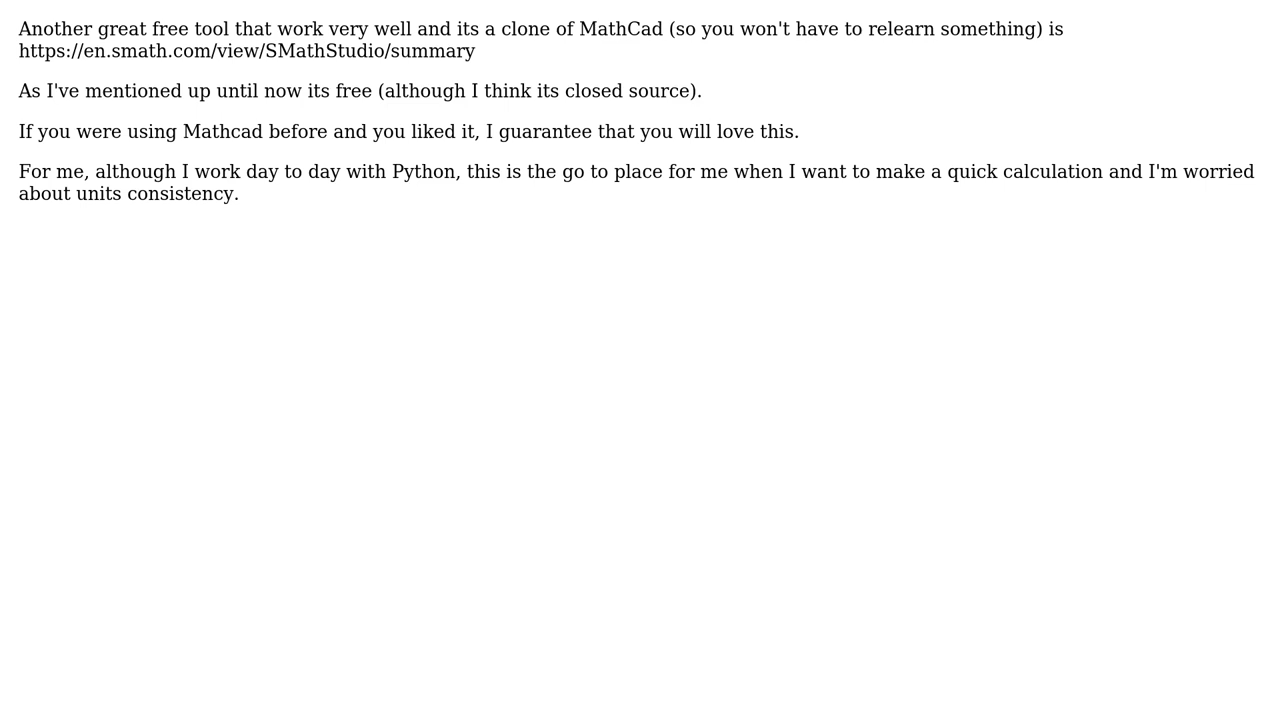 Another great free tool that work very well and its a clone of MathCad (so you won't have to relearn something) is
https://en.smath.com/view/SMathStudio/summary
As I've mentioned up until now its free (although I think its closed source).
If you were using Mathcad before and you liked it, I guarantee that you will love this.
For me, although I work day to day with Python, this is the go to place for me when I want to make a quick calculation and I'm worried
about units consistency.